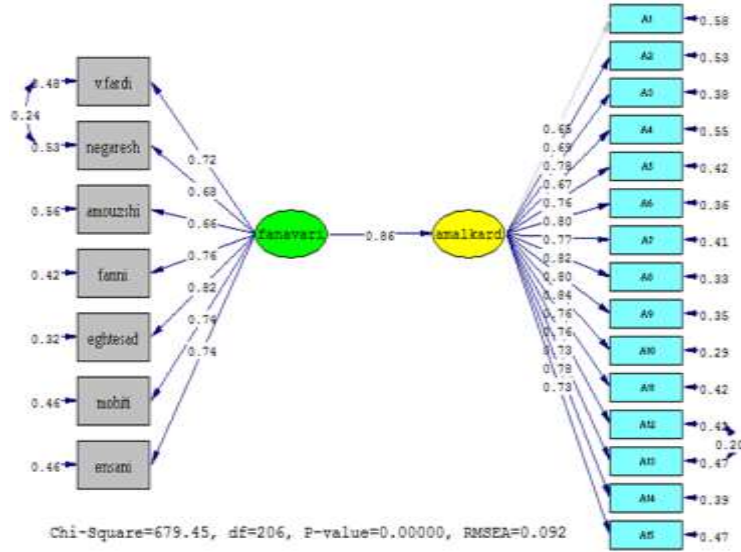 0.48 v.fardi
0.24
0.53 negaresh
0.56 amouzshi
0.42 fanni
0.32 eghtesad
0.46 mohiti
0.46 ensani
0.72
0.68
0.66
0.76
0.82
0.74
0.74
fanavari
0.86
amalkard
0.69
0.78
0.67
0.76
0.80
0.77
0.82
0.80
0.84
0.76
0.76
0.73
0.78
0.73
A1 0.58
A2 0.53
A3 0.38
A4 0.55
A5 0.42
A6 0.36
A7 0.41
A8 0.33
A9 0.35
A10 0.29
A11 0.42
A12
0.20
A13 0.47
A14 0.39
A15 0.47
Chi-Square=679.45, df=206, P-value=0.00000, RMSEA=0.092